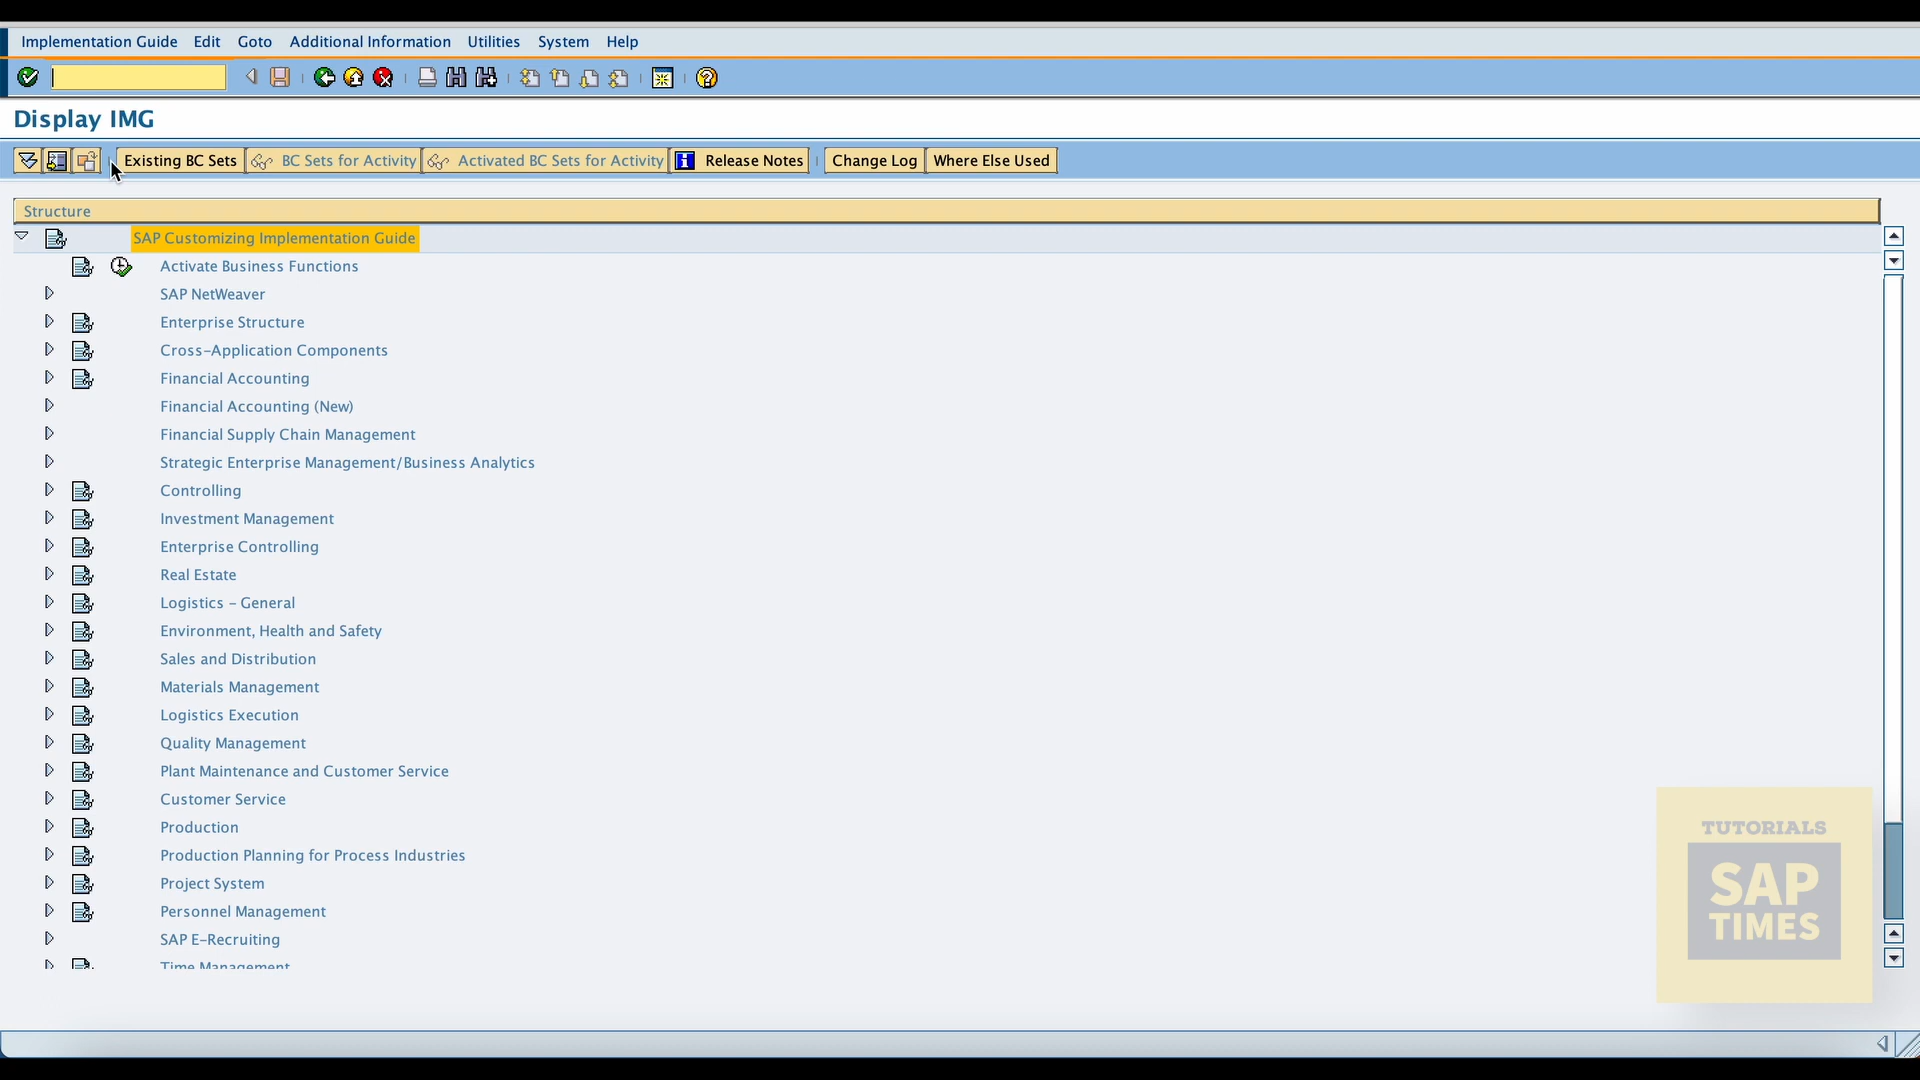 Implementation Guide Edit Goto Additional Information Utilities System Help
Display IMG
Existing BC Sets BC Sets for Activity Activated BC Sets for Activity Release Notes Change Log Where Else Used
Structure
SAP Customizing Implementation Guide
Activate Business Functions
SAP NetWeaver
Enterprise Structure
Cross-Application Components
Financial Accounting
Financial Accounting (New)
Financial Supply Chain Management
Strategic Enterprise Management/Business Analytics
Controlling
Investment Management
Enterprise Controlling
Real Estate
Logistics - General
Environment, Health and Safety
Sales and Distribution
Materials Management
Logistics Execution
Quality Management
Plant Maintenance and Customer Service
Customer Service
Production
Production Planning for Process Industries
Project System
Personnel Management
SAP E-Recruiting
Time Management
TUTORIALS
SAP
TIMES